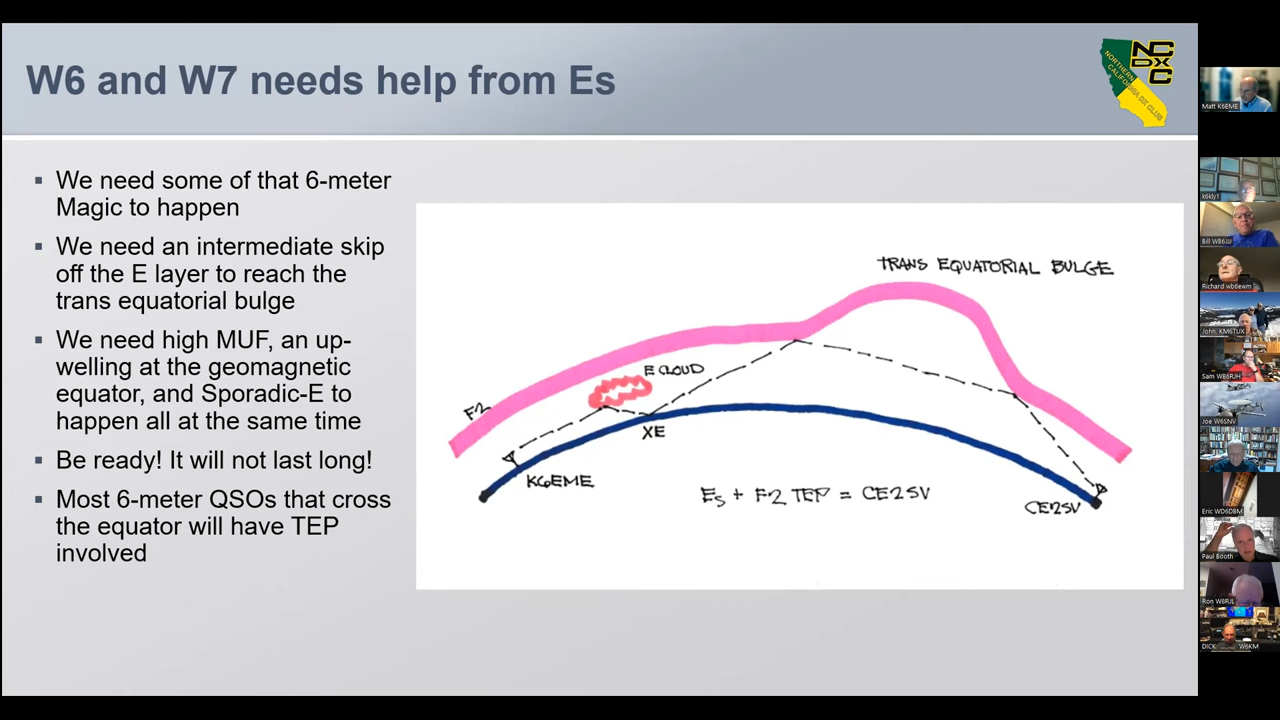 W6 and W7 needs help from Es
NC
DX
C
NORTHERN
CALIFORNIA DX CLUB
▪ We need some of that 6-meter
Magic to happen
▪ We need an intermediate skip
off the E layer to reach the
trans equatorial bulge
▪ We need high MUF, an up-
welling at the geomagnetic
equator, and Sporadic-E to
happen all at the same time
▪ Be ready! It will not last long!
▪ Most 6-meter QSOs that cross
the equator will have TEP
involved
TRANS EQUATORIAL BULGE
E CLOUD
F2
XE
K6EME
Es + F2 TEP = CE2SV
CE2SV
Matt K6EME
k6kly1
Bill WB6JJJ
Richard wb6ewm
John, KM6TUX
Sam WB6RJH
Joe W6SNV
Eric WD6DBM
Paul Booth
Ron W6RJL
DICK W6KM